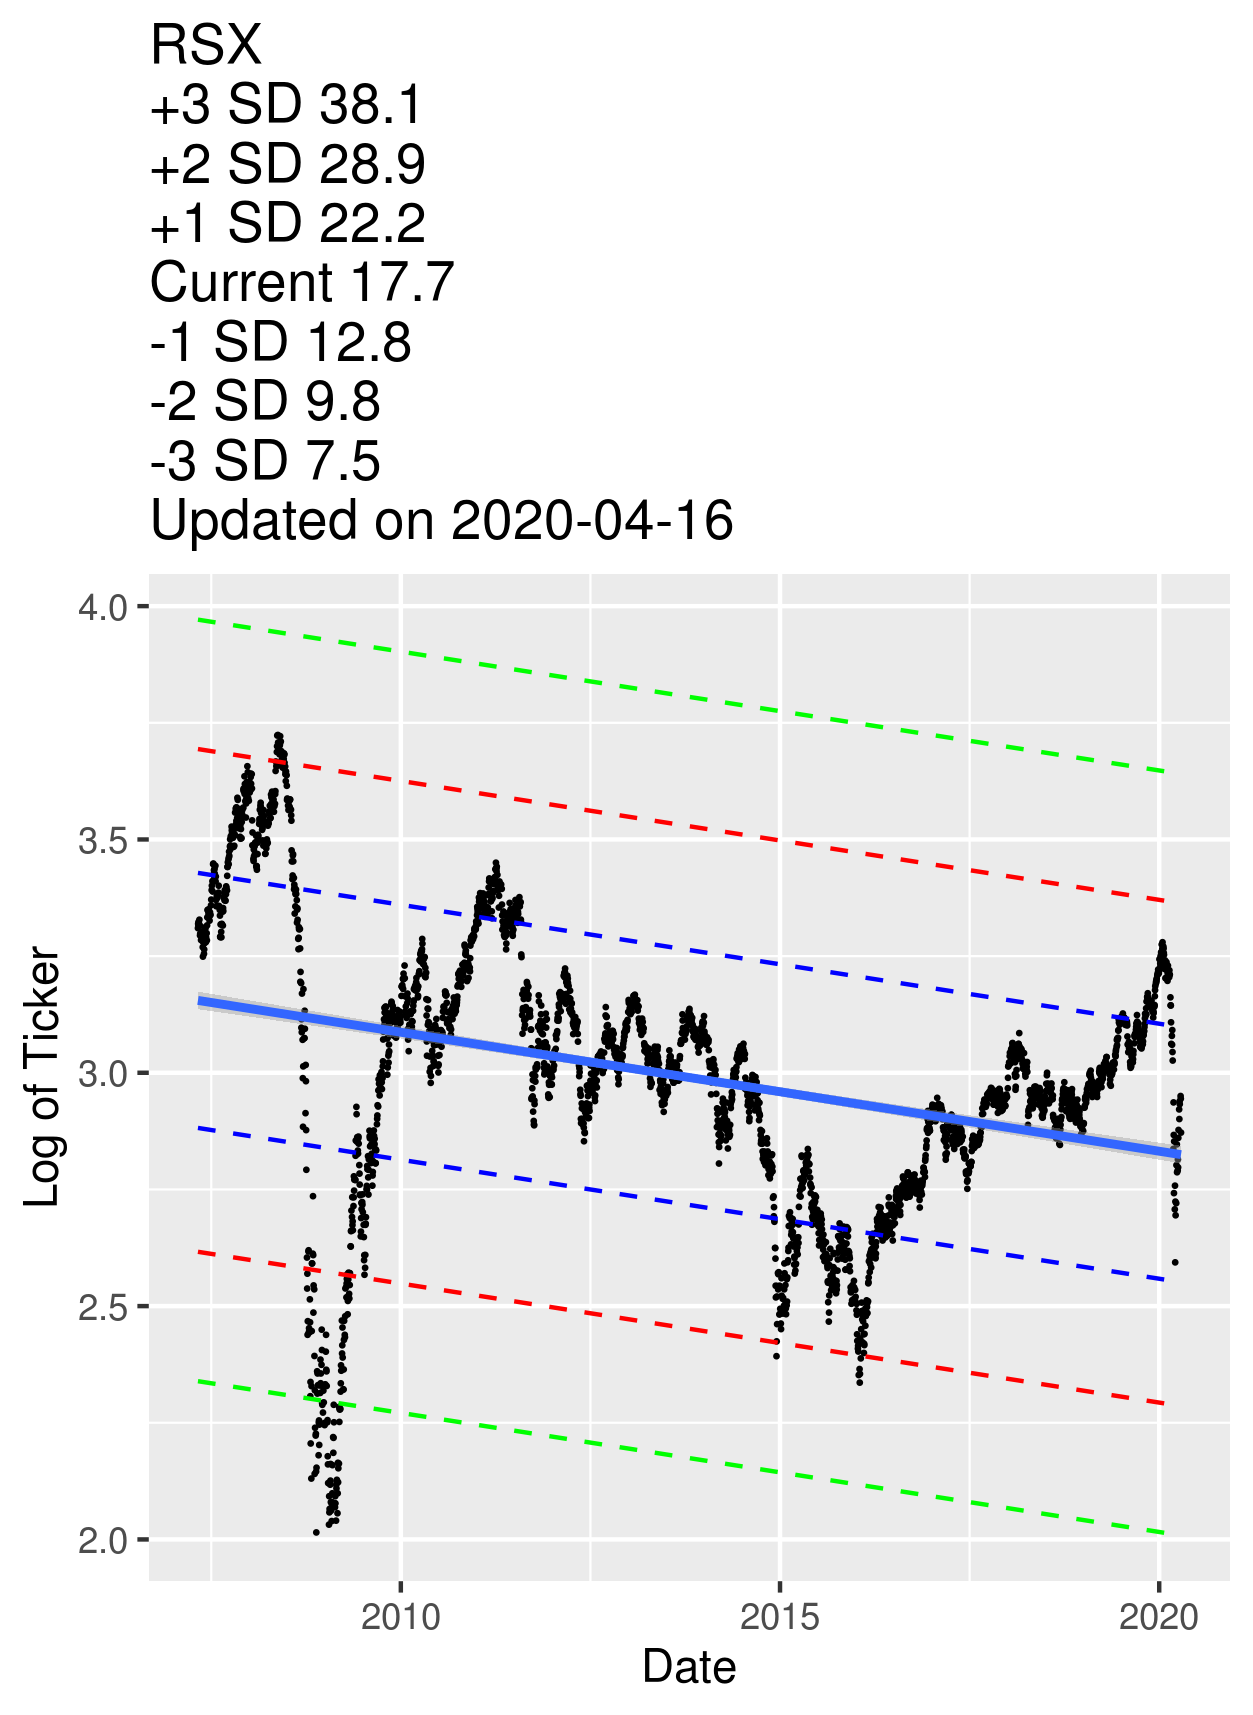 RSX
+3 SD 38.1
+2 SD 28.9
+1 SD 22.2
Current 17.7
-1 SD 12.8
-2 SD 9.8
-3 SD 7.5
Updated on 2020-04-16
4.0
3.5
3.0
2.5
2.0
Log of Ticker
2010 2015 2020
Date